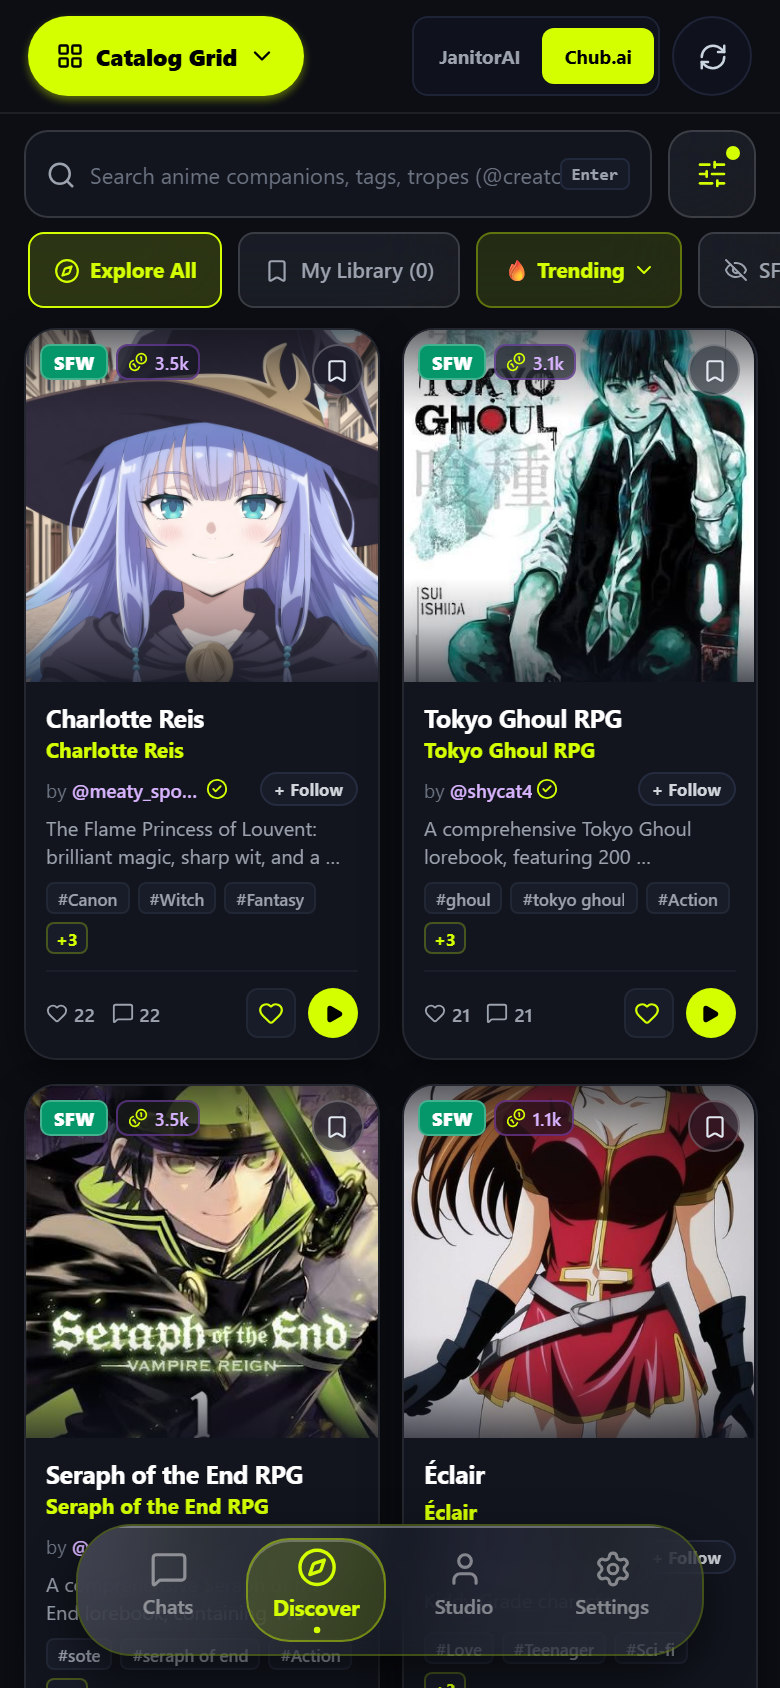 Catalog Grid
JanitorAI
Chub.ai
Search anime companions, tags, tropes (@creatc
Enter
Explore All
My Library (0)
Trending
SF
SFW
3.5k
SFW
3.1k
TOKYO
GHOUL
喰種
SUI
ISHIDA
Charlotte Reis
Charlotte Reis
by @meaty_spo...
+ Follow
The Flame Princess of Louvent:
brilliant magic, sharp wit, and a ...
#Canon
#Witch
#Fantasy
+3
22
22
Tokyo Ghoul RPG
Tokyo Ghoul RPG
by @shycat4
+ Follow
A comprehensive Tokyo Ghoul
lorebook, featuring 200 ...
#ghoul
#tokyo ghoul
#Action
+3
21
21
SFW
3.5k
SFW
1.1k
Seraph of the End
VAMPIRE REIGN
1
Seraph of the End RPG
Seraph of the End RPG
by @
A c
End lorebook, containing
#sote
#seraph of end
#Action
Éclair
Éclair
+ Follow
#Love
#Teenager
#Sci-fi
+3
Chats
Discover
Studio
Settings